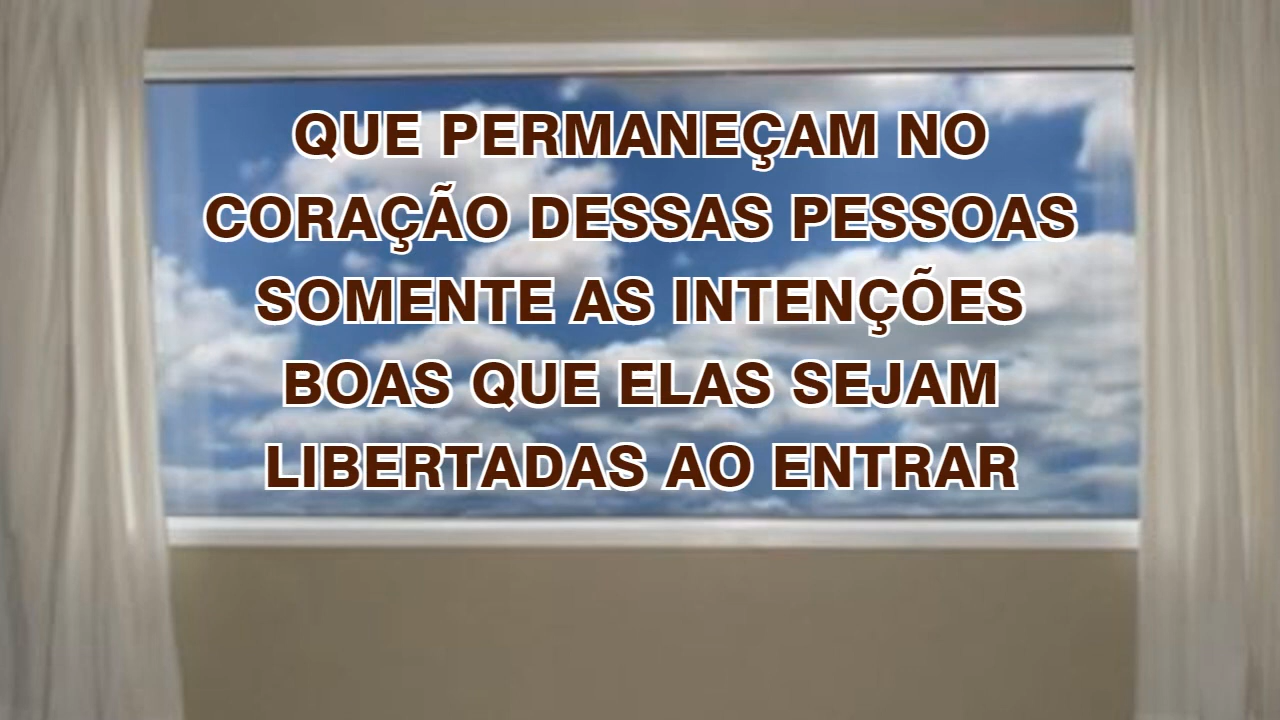 QUE PERMANEÇAM NO
CORAÇÃO DESSAS PESSOAS
SOMENTE AS INTENÇÕES
BOAS QUE ELAS SEJAM
LIBERTADAS AO ENTRAR